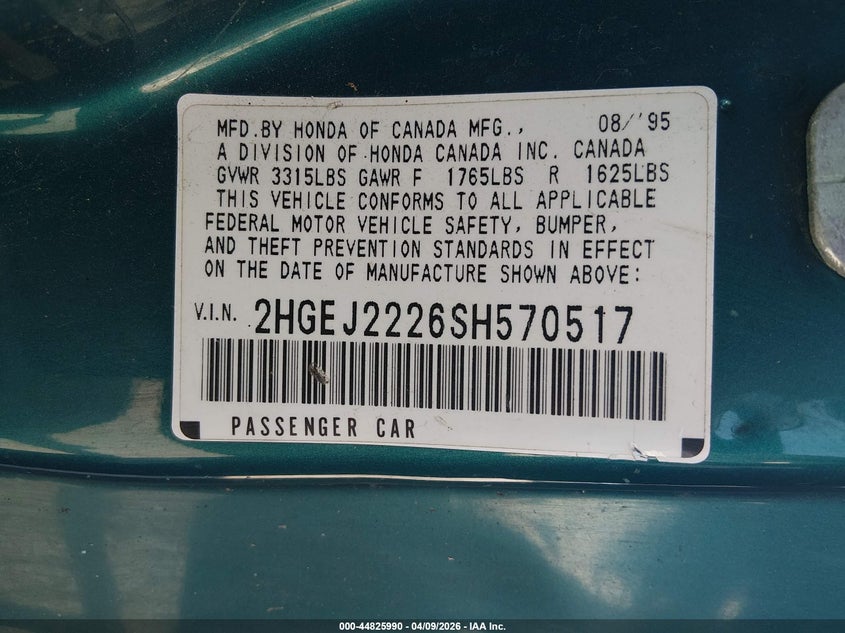 MFD.BY HONDA OF CANADA MFG., 08/'95
A DIVISION OF HONDA CANADA INC. CANADA
GVWR 3315LBS GAWR F 1765LBS R 1625LBS
THIS VEHICLE CONFORMS TO ALL APPLICABLE
FEDERAL MOTOR VEHICLE SAFETY, BUMPER,
AND THEFT PREVENTION STANDARDS IN EFFECT
ON THE DATE OF MANUFACTURE SHOWN ABOVE:
V.I.N. 2HGEJ2226SH570517
PASSENGER CAR
000-44825990 - 04/09/2026 - IAA Inc.